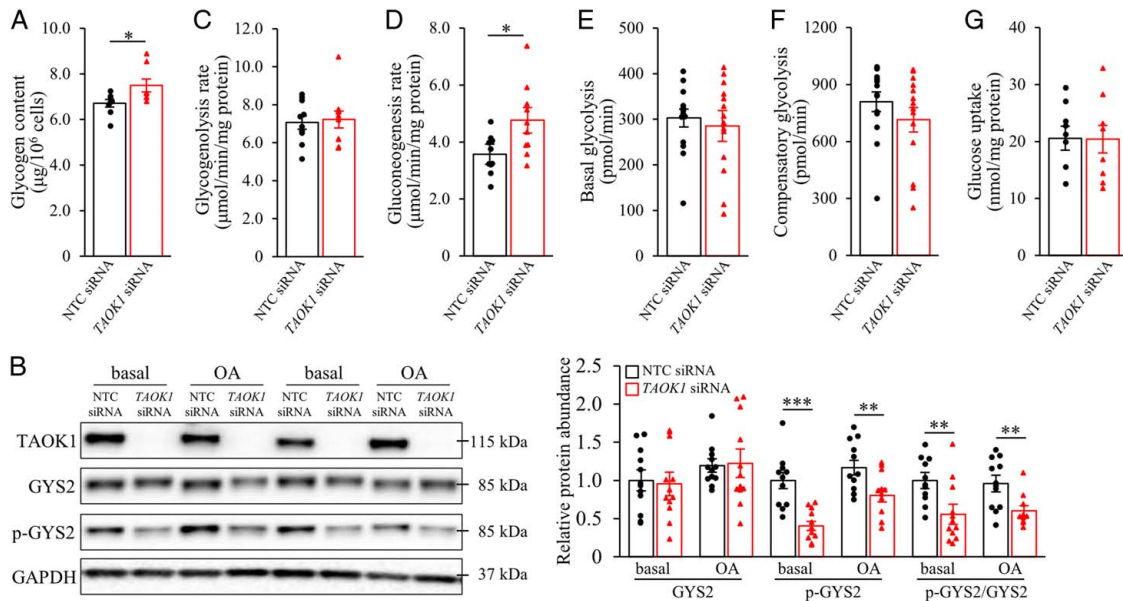 A
Glycogen content
(μg/10⁶ cells)
10.0
8.0
6.0
4.0
2.0
0
*
NTC siRNA
TAOK1 siRNA
C
Glycogenolysis rate
(μmol/min/mg protein)
12.0
10.0
8.0
6.0
4.0
2.0
0
NTC siRNA
TAOK1 siRNA
D
Gluconeogenesis rate
(μmol/min/mg protein)
8.0
6.0
4.0
2.0
0
*
NTC siRNA
TAOK1 siRNA
E
Basal glycolysis
(pmol/min)
500
400
300
200
100
0
NTC siRNA
TAOK1 siRNA
F
Compensatory glycolysis
(pmol/min)
1200
900
600
300
0
NTC siRNA
TAOK1 siRNA
G
Glucose uptake
(nmol/mg protein)
40
30
20
10
0
NTC siRNA
TAOK1 siRNA
B
basal OA basal OA
NTC TAOK1 NTC TAOK1 NTC TAOK1 NTC TAOK1
siRNA siRNA siRNA siRNA siRNA siRNA siRNA siRNA
TAOK1 115 kDa
GYS2 85 kDa
p-GYS2 85 kDa
GAPDH 37 kDa
Relative protein abundance
2.5
2.0
1.5
1.0
0.5
0
NTC siRNA
TAOK1 siRNA
*** ** ** **
basal OA basal OA basal OA
GYS2 p-GYS2 p-GYS2/GYS2